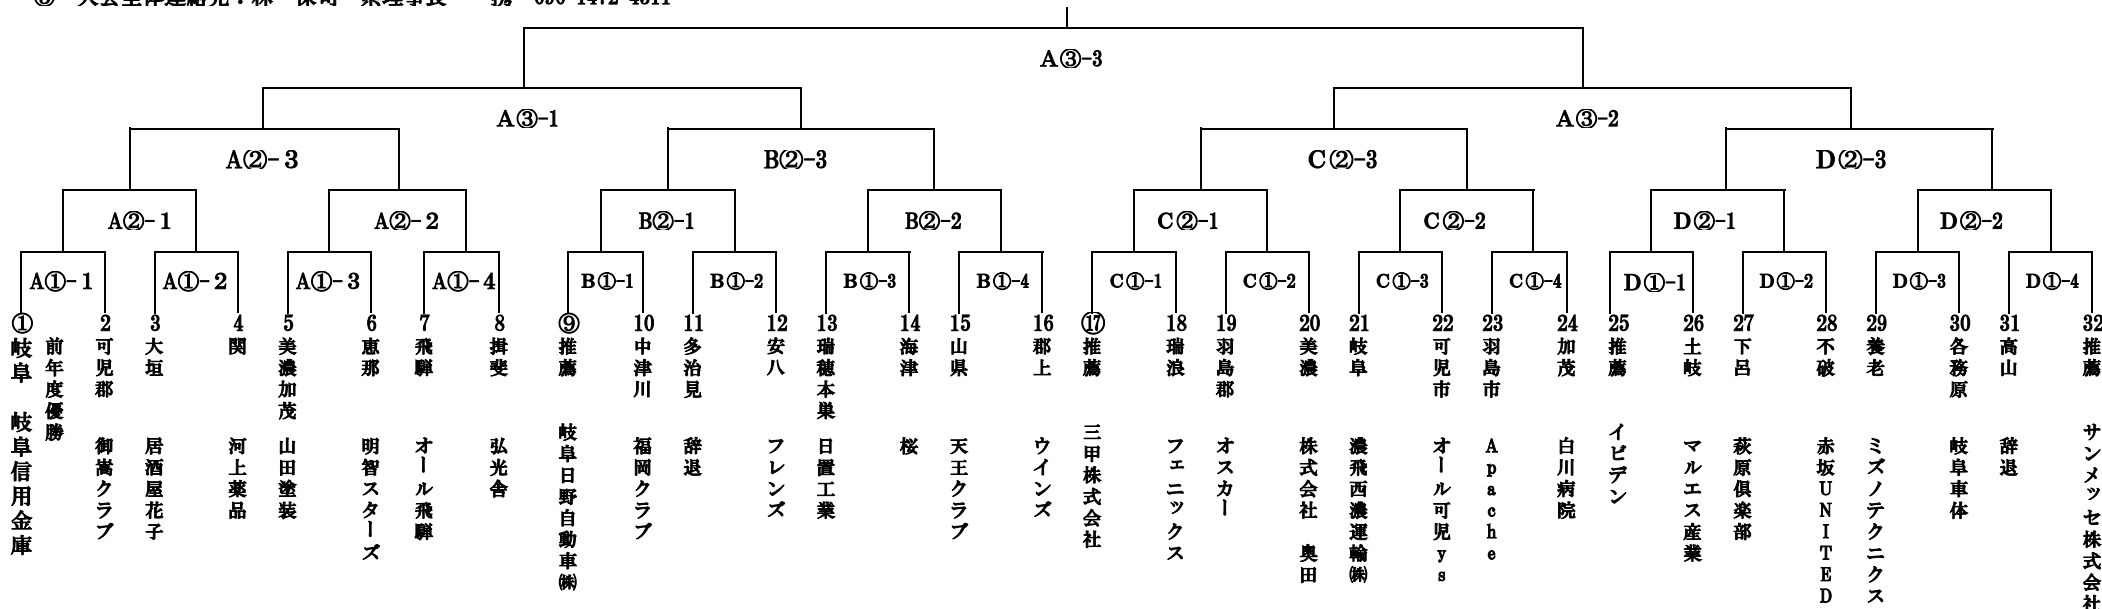 A③-3
A③-1
A③-2
A②-3
B②-3
C②-3
D②-3
A②-1
A②-2
B②-1
B②-2
C②-1
C②-2
D②-1
D②-2
A①-1
A①-2
A①-3
A①-4
B①-1
B①-2
B①-3
B①-4
C①-1
C①-2
C①-3
C①-4
D①-1
D①-2
D①-3
D①-4
① 岐阜 岐阜信用金庫
前年度優勝
2 可児郡 御嵩クラブ
3 大垣 居酒屋花子
4 関 河上薬品
5 美濃加茂 山田塗装
6 恵那 明智スターズ
7 飛騨 オール飛騨
8 揖斐 弘光舎
⑨ 推薦 岐阜日野自動車㈱
10 中津川 福岡クラブ
11 多治見 辞退
12 安八 フレンズ
13 瑞穂本巣 日置工業
14 海津 桜
15 山県 天王クラブ
16 郡上 ウインズ
⑰ 推薦 三甲株式会社
18 瑞浪 フェニックス
19 羽島郡 オスカー
20 美濃 株式会社 奥田
21 岐阜 濃飛西濃運輸㈱
22 可児市 オール可児ys
23 羽島市 Apache
24 加茂 白川病院
25 推薦 イビデン
26 土岐 マルエス産業
27 下呂 萩原倶楽部
28 不破 赤坂UNITED
29 養老 ミズノテクニクス
30 各務原 岐阜車体
31 高山 辞退
32 推薦 サンメッセ株式会社